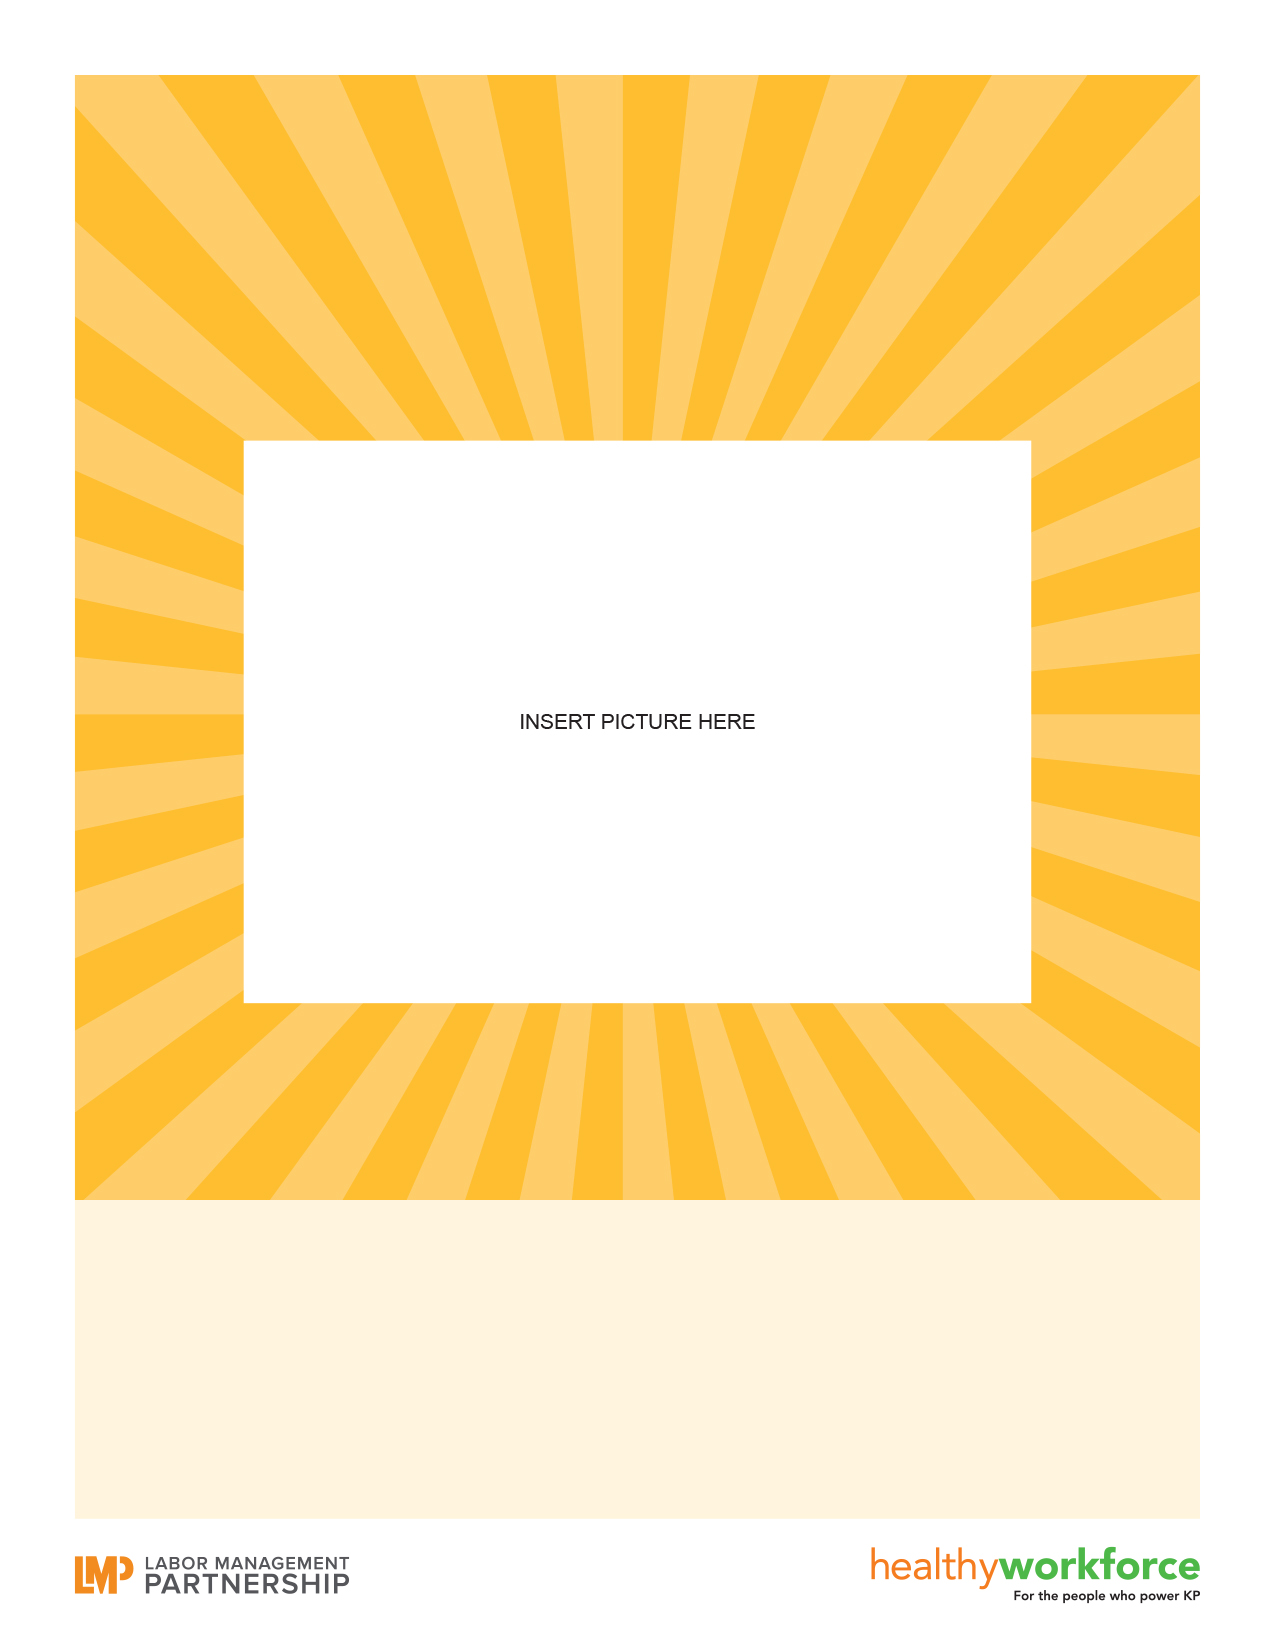 INSERT PICTURE HERE
LMP
LABOR MANAGEMENT
PARTNERSHIP
healthyworkforce
For the people who power KP